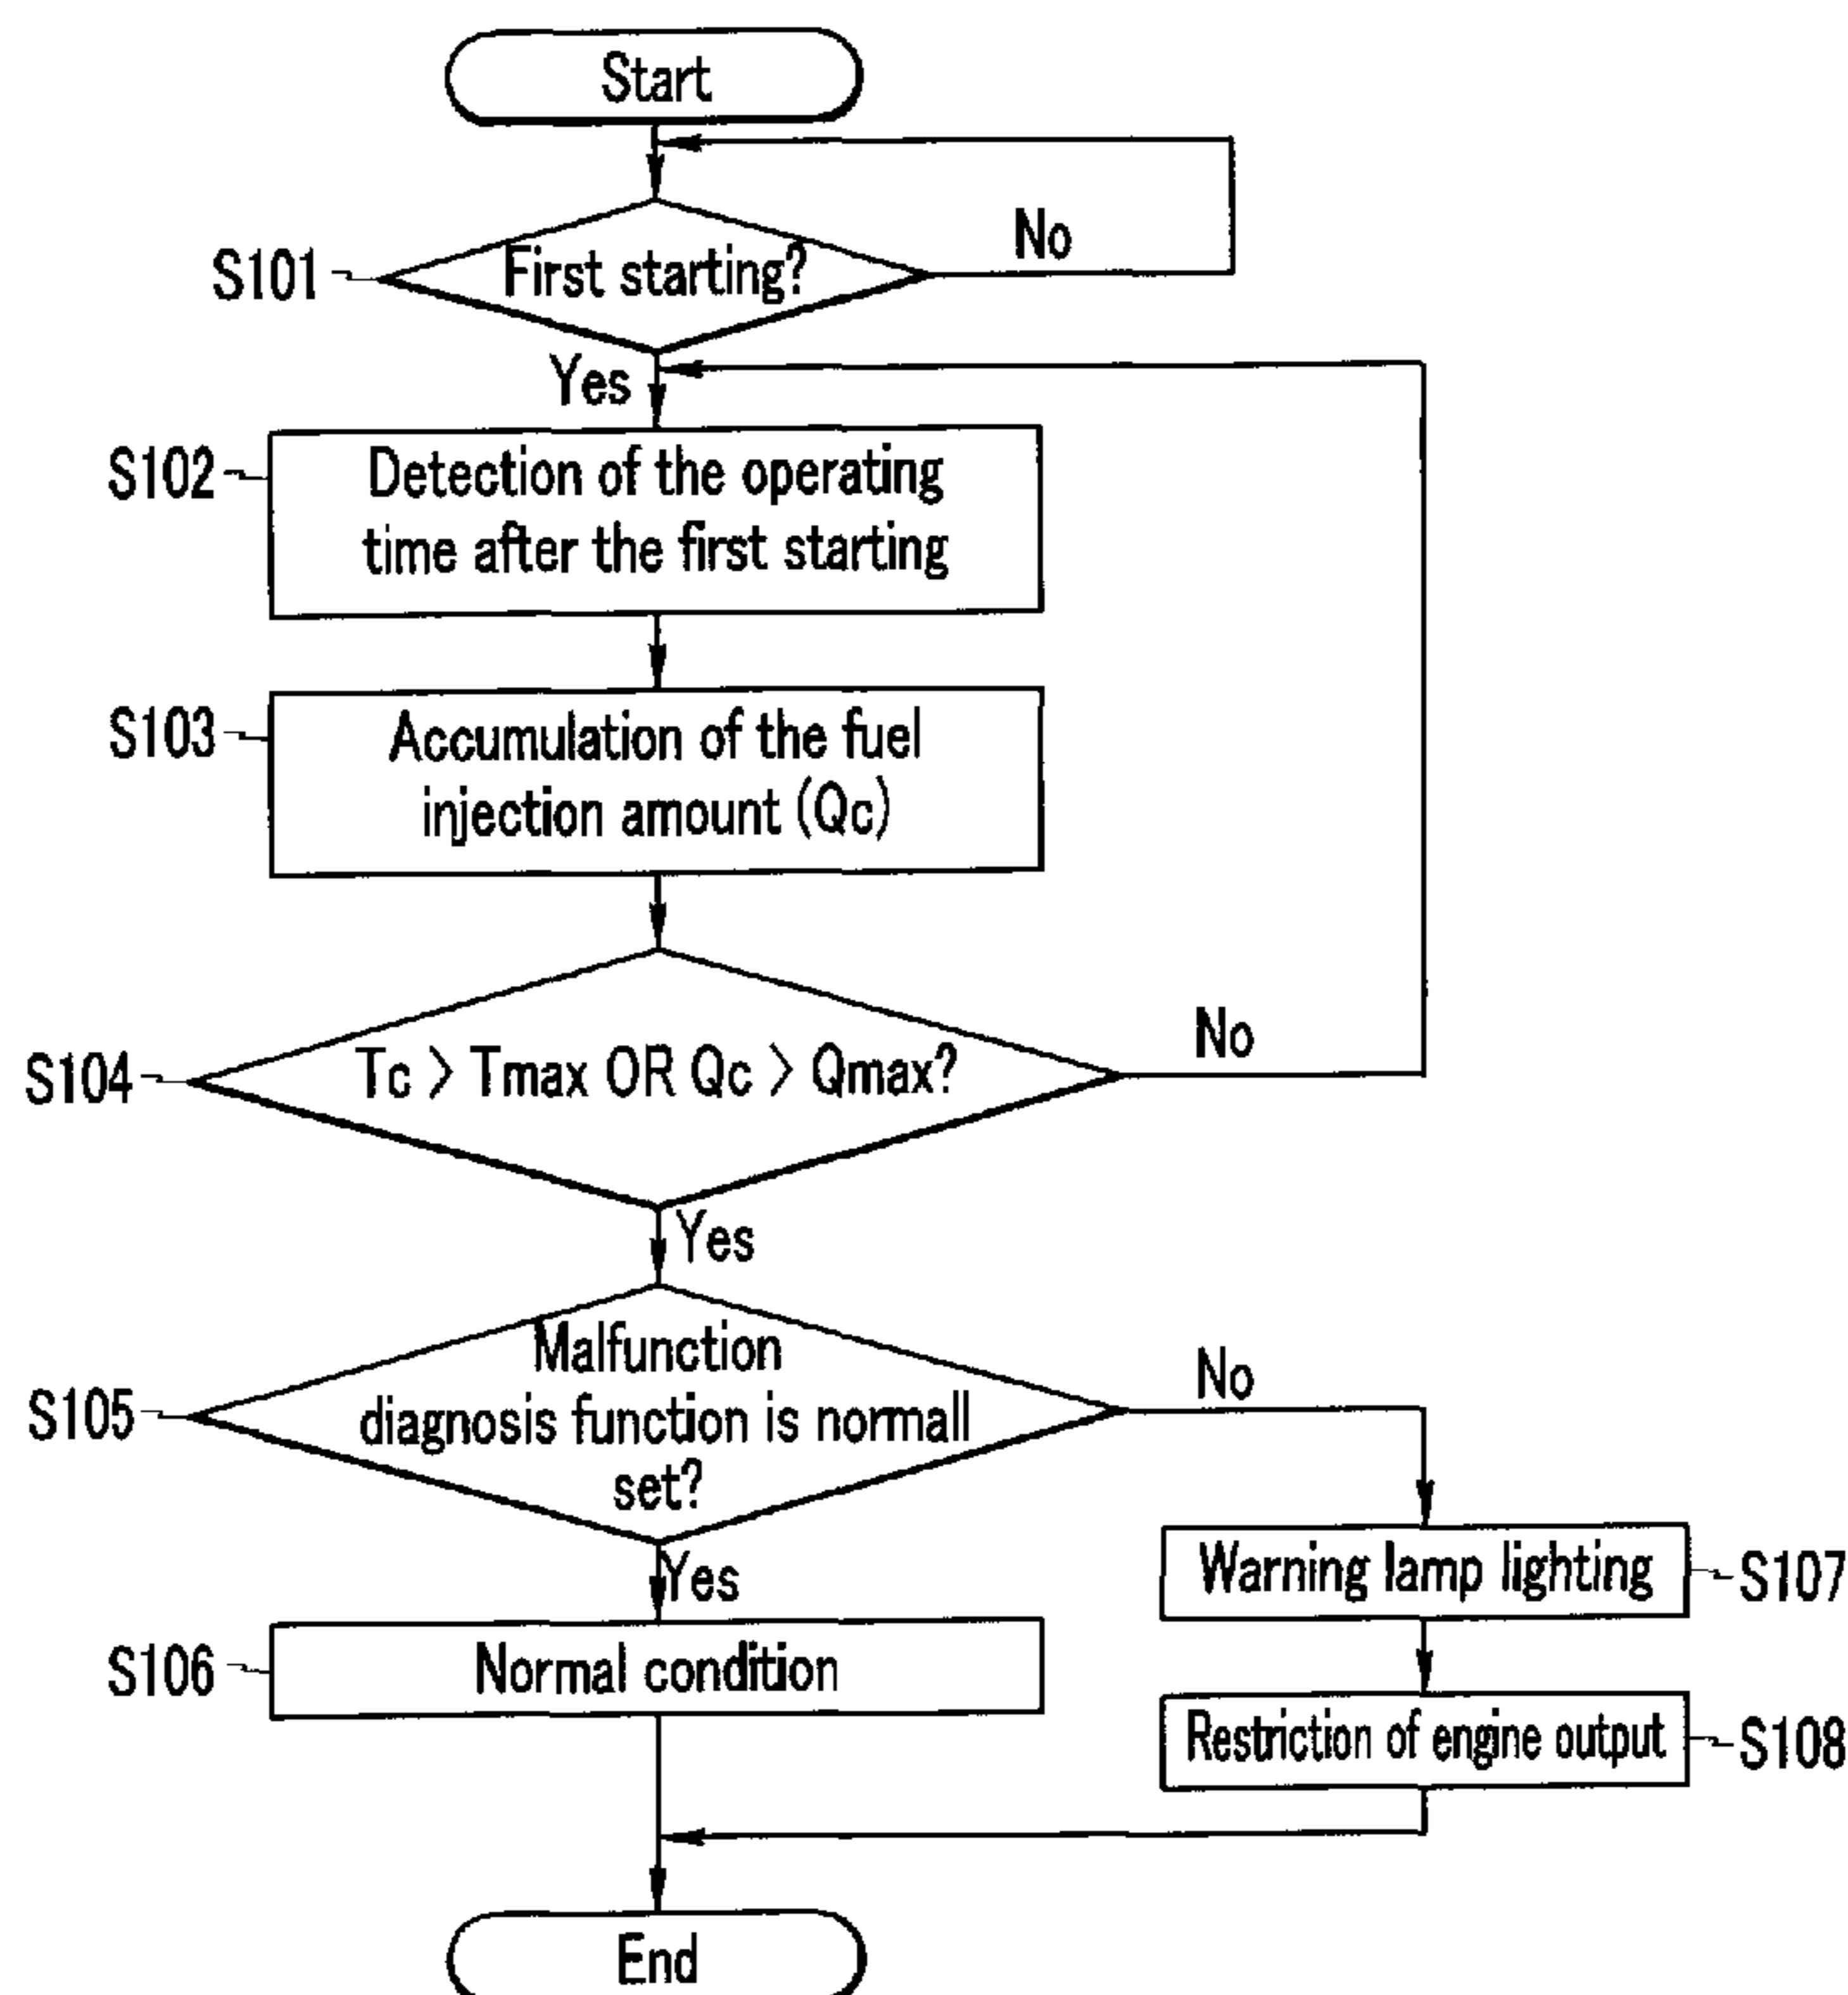 Start
No
S101
First starting?
Yes
S102
Detection of the operating
time after the first starting
S103
Accumulation of the fuel
injection amount (Qc)
No
S104
Tc > Tmax OR Qc > Qmax?
Yes
Malfunction
No
S105
diagnosis function is normall
set?
Yes
Warning lamp lighting
S107
S106
Normal condition
Restriction of engine output
S108
End